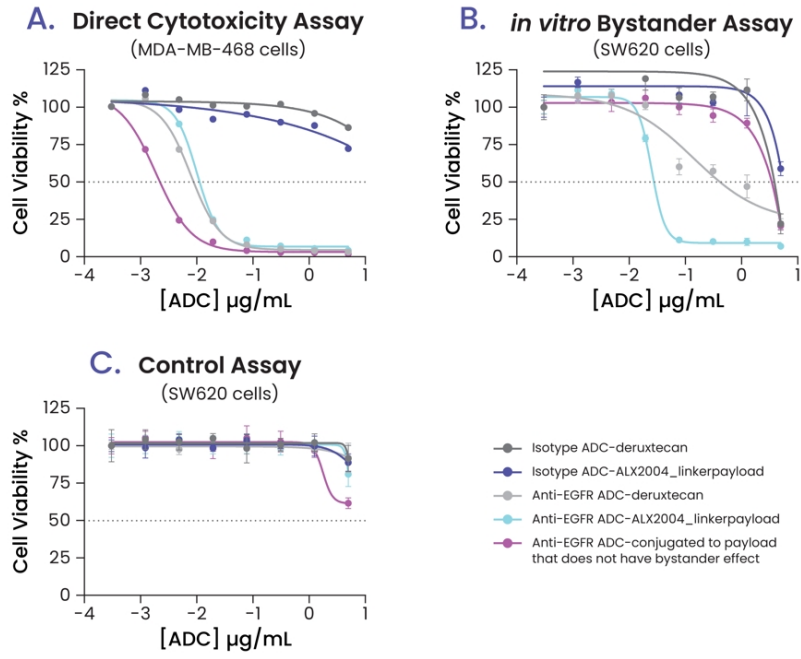 A. Direct Cytotoxicity Assay
(MDA-MB-468 cells)
125
100
75
50
25
0
Cell Viability %
-4 -3 -2 -1 0 1
[ADC] µg/mL
B. in vitro Bystander Assay
(SW620 cells)
125
100
75
50
25
0
Cell Viability %
-4 -3 -2 -1 0 1
[ADC] µg/mL
C. Control Assay
(SW620 cells)
125
100
75
50
25
0
Cell Viability %
-4 -3 -2 -1 0 1
[ADC] µg/mL
Isotype ADC-deruxtecan
Isotype ADC-ALX2004_linkerpayload
Anti-EGFR ADC-deruxtecan
Anti-EGFR ADC-ALX2004_linkerpayload
Anti-EGFR ADC-conjugated to payload
that does not have bystander effect